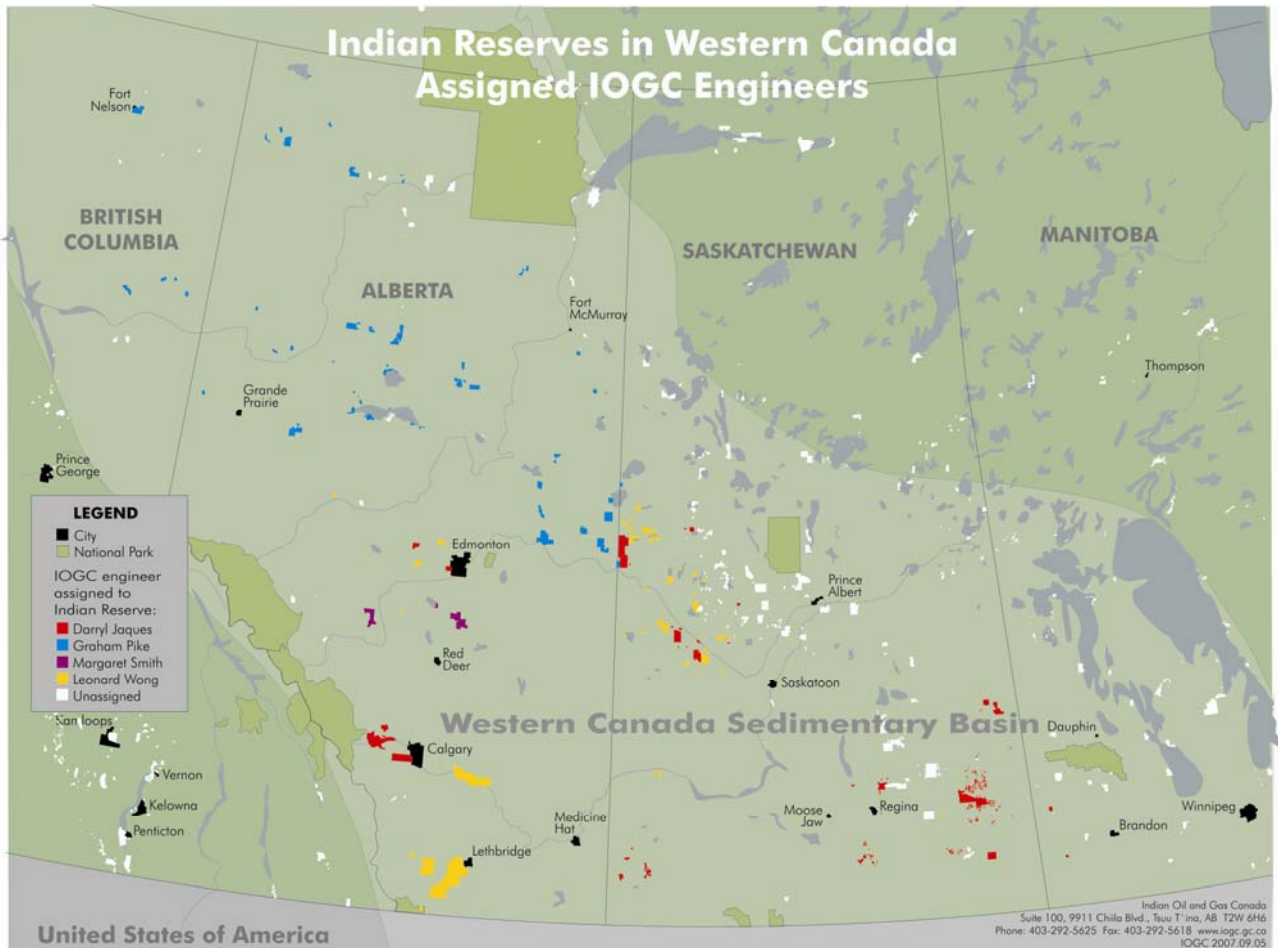 Indian Reserves in Western Canada
Assigned IOGC Engineers
Fort
Nelson
BRITISH
COLUMBIA
ALBERTA
SASKATCHEWAN
MANITOBA
Fort
McMurray
Thompson
Grande
Prairie
Prince
George
LEGEND
City
National Park
IOGC engineer
assigned to
Indian Reserve:
Darryl Jaques
Graham Pike
Margaret Smith
Leonard Wong
Unassigned
Edmonton
Prince
Albert
Red
Deer
Saskatoon
Kamloops
Western Canada Sedimentary Basin
Dauphin
Calgary
Vernon
Kelowna
Penticton
Medicine
Hat
Moose
Jaw
Regina
Brandon
Winnipeg
Lethbridge
United States of America
Indian Oil and Gas Canada
Suite 100, 9911 Chiila Blvd., Tsuu T`ina, AB T2W 6H6
Phone: 403-292-5625 Fax: 403-292-5618 www.iogc.gc.ca
IOGC 2007.09.05